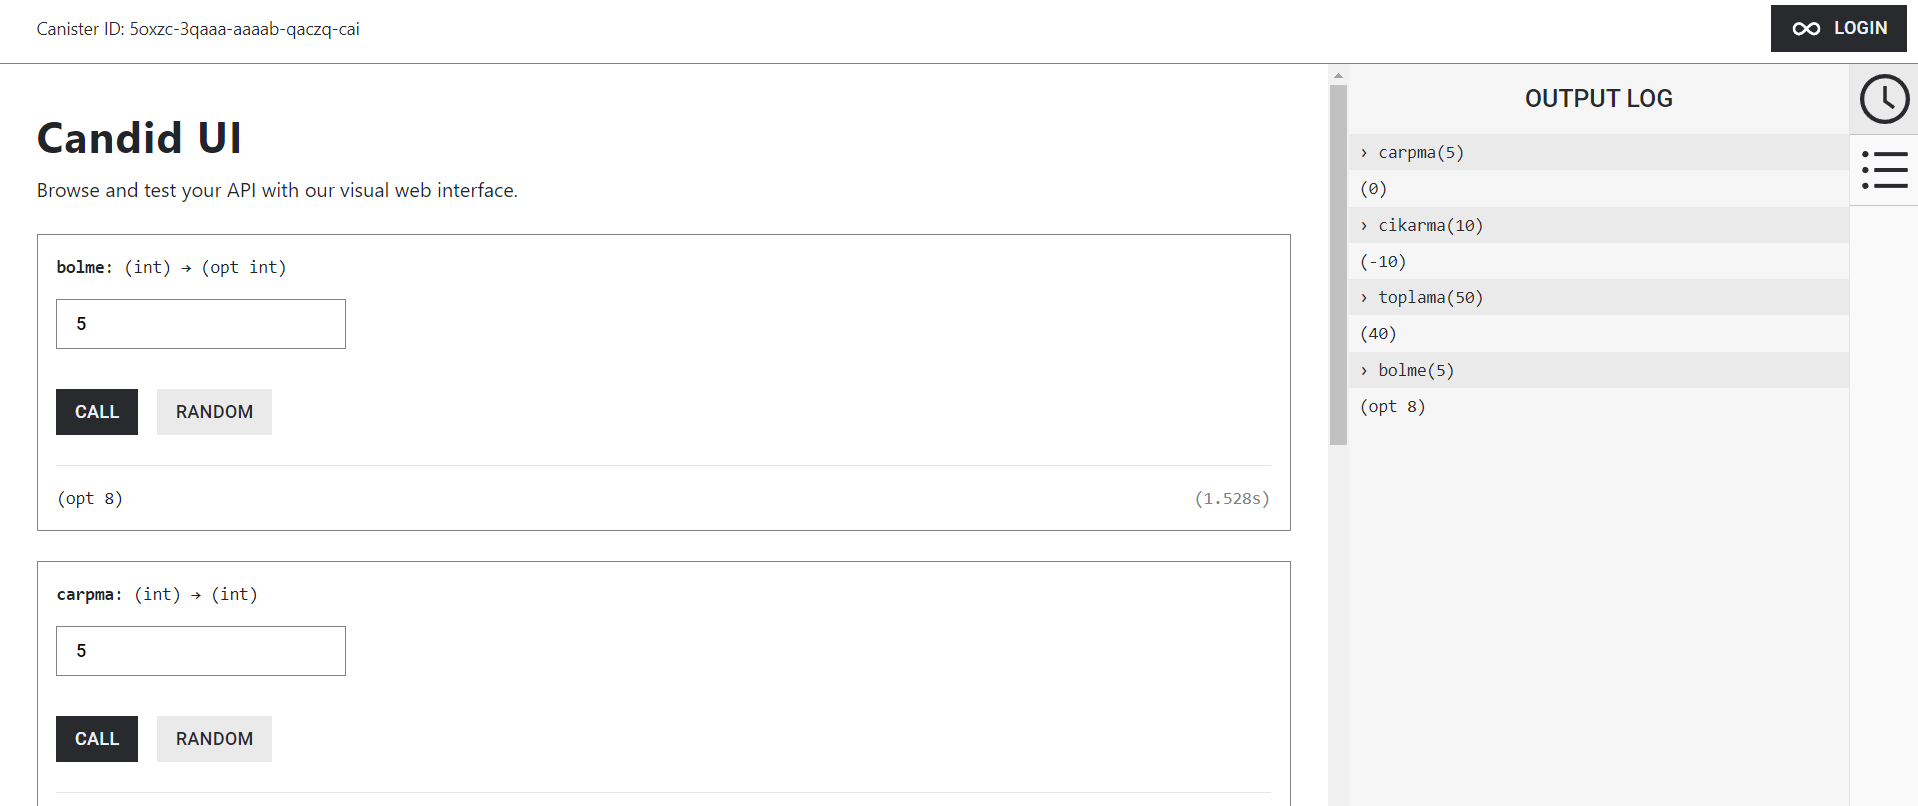 Canister ID: 5oxzc-3qaaa-aaaab-qaczq-cai
LOGIN
Candid UI
Browse and test your API with our visual web interface.
bolme: (int) → (opt int)
5
CALL
RANDOM
(opt 8)
(1.528s)
carpma: (int) → (int)
5
CALL
RANDOM
OUTPUT LOG
› carpma(5)
(0)
› cikarma(10)
(-10)
› toplama(50)
(40)
› bolme(5)
(opt 8)